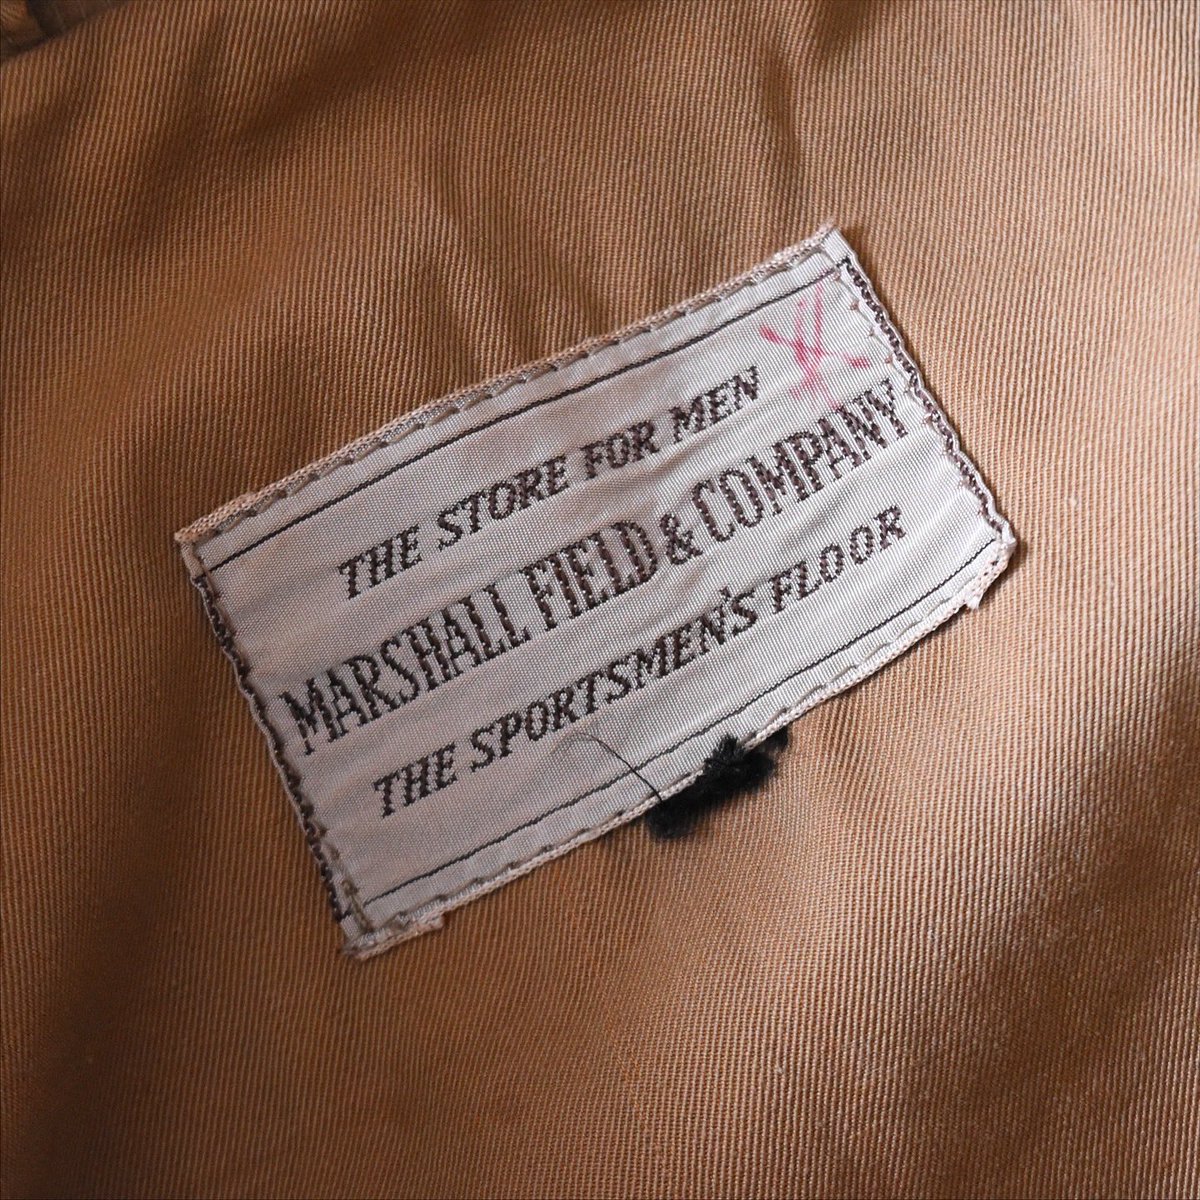 THE STORE FOR MEN
MARSHALL FIELD & COMPANY
THE SPORTSMEN'S FLOOR